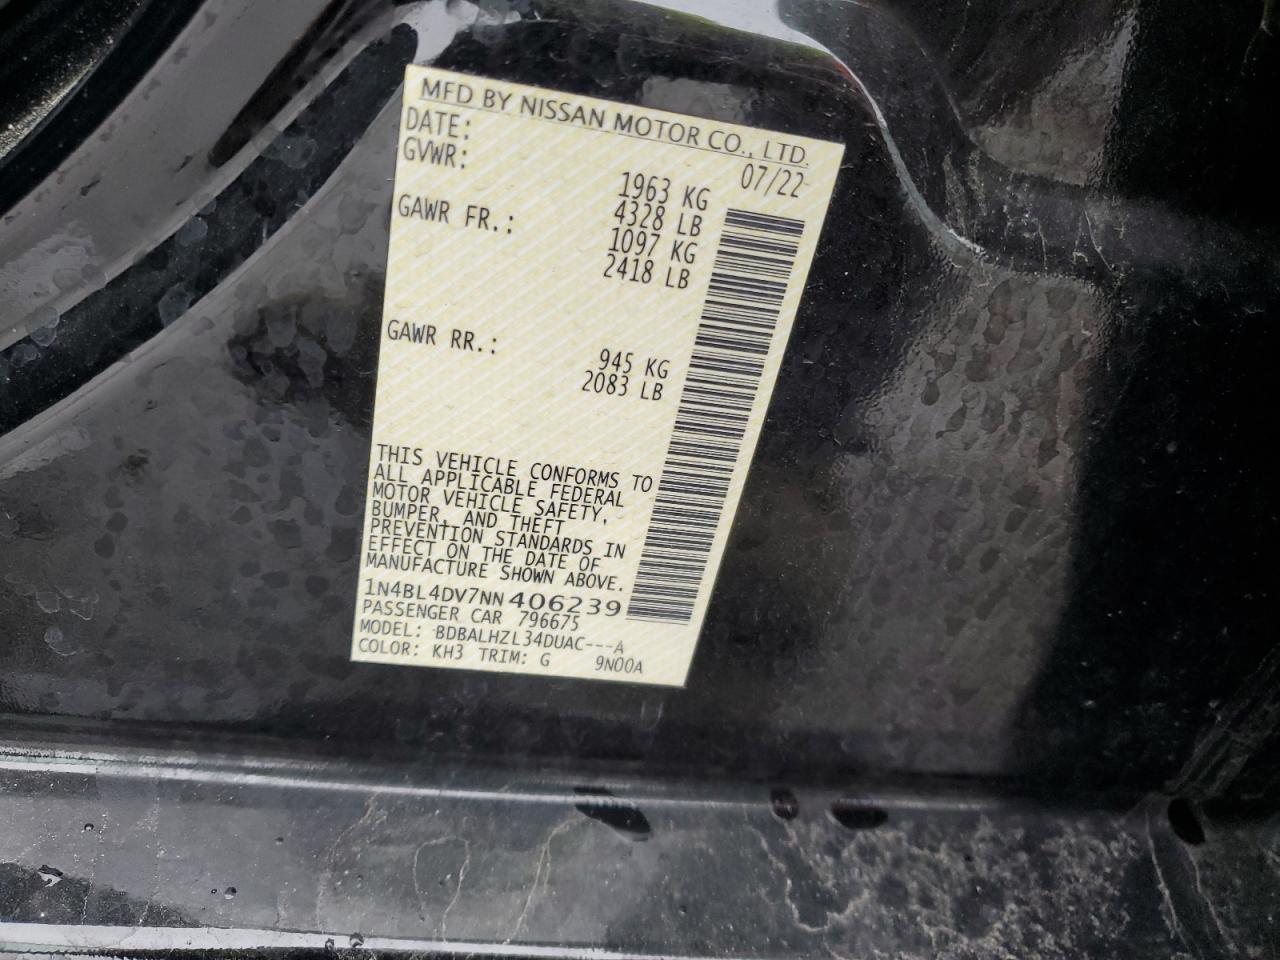 MFD BY NISSAN MOTOR CO., LTD.
DATE: 07/22
GVWR: 1963 KG
4328 LB
GAWR FR.: 1097 KG
2418 LB
GAWR RR.: 945 KG
2083 LB
THIS VEHICLE CONFORMS TO
ALL APPLICABLE FEDERAL
MOTOR VEHICLE SAFETY,
BUMPER, AND THEFT
PREVENTION STANDARDS IN
EFFECT ON THE DATE OF
MANUFACTURE SHOWN ABOVE.
1N4BL4DV7NN406239
PASSENGER CAR 796675
MODEL: BDBALHZL34DUAC---A
COLOR: KH3 TRIM: G 9N00A